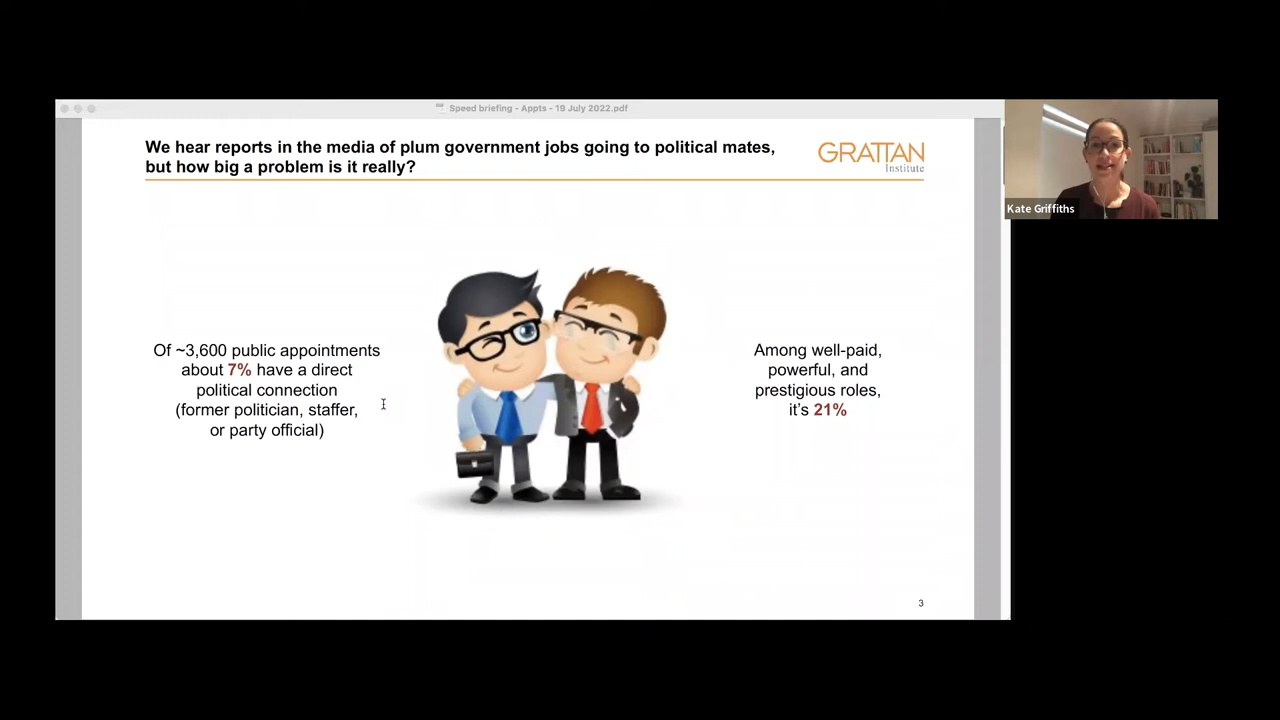 Speed briefing - Appts - 19 July 2022.pdf
We hear reports in the media of plum government jobs going to political mates,
but how big a problem is it really?
GRATTAN
Institute
Kate Griffiths
Of ~3,600 public appointments
about 7% have a direct
political connection
(former politician, staffer,
or party official)
Among well-paid,
powerful, and
prestigious roles,
it's 21%
3